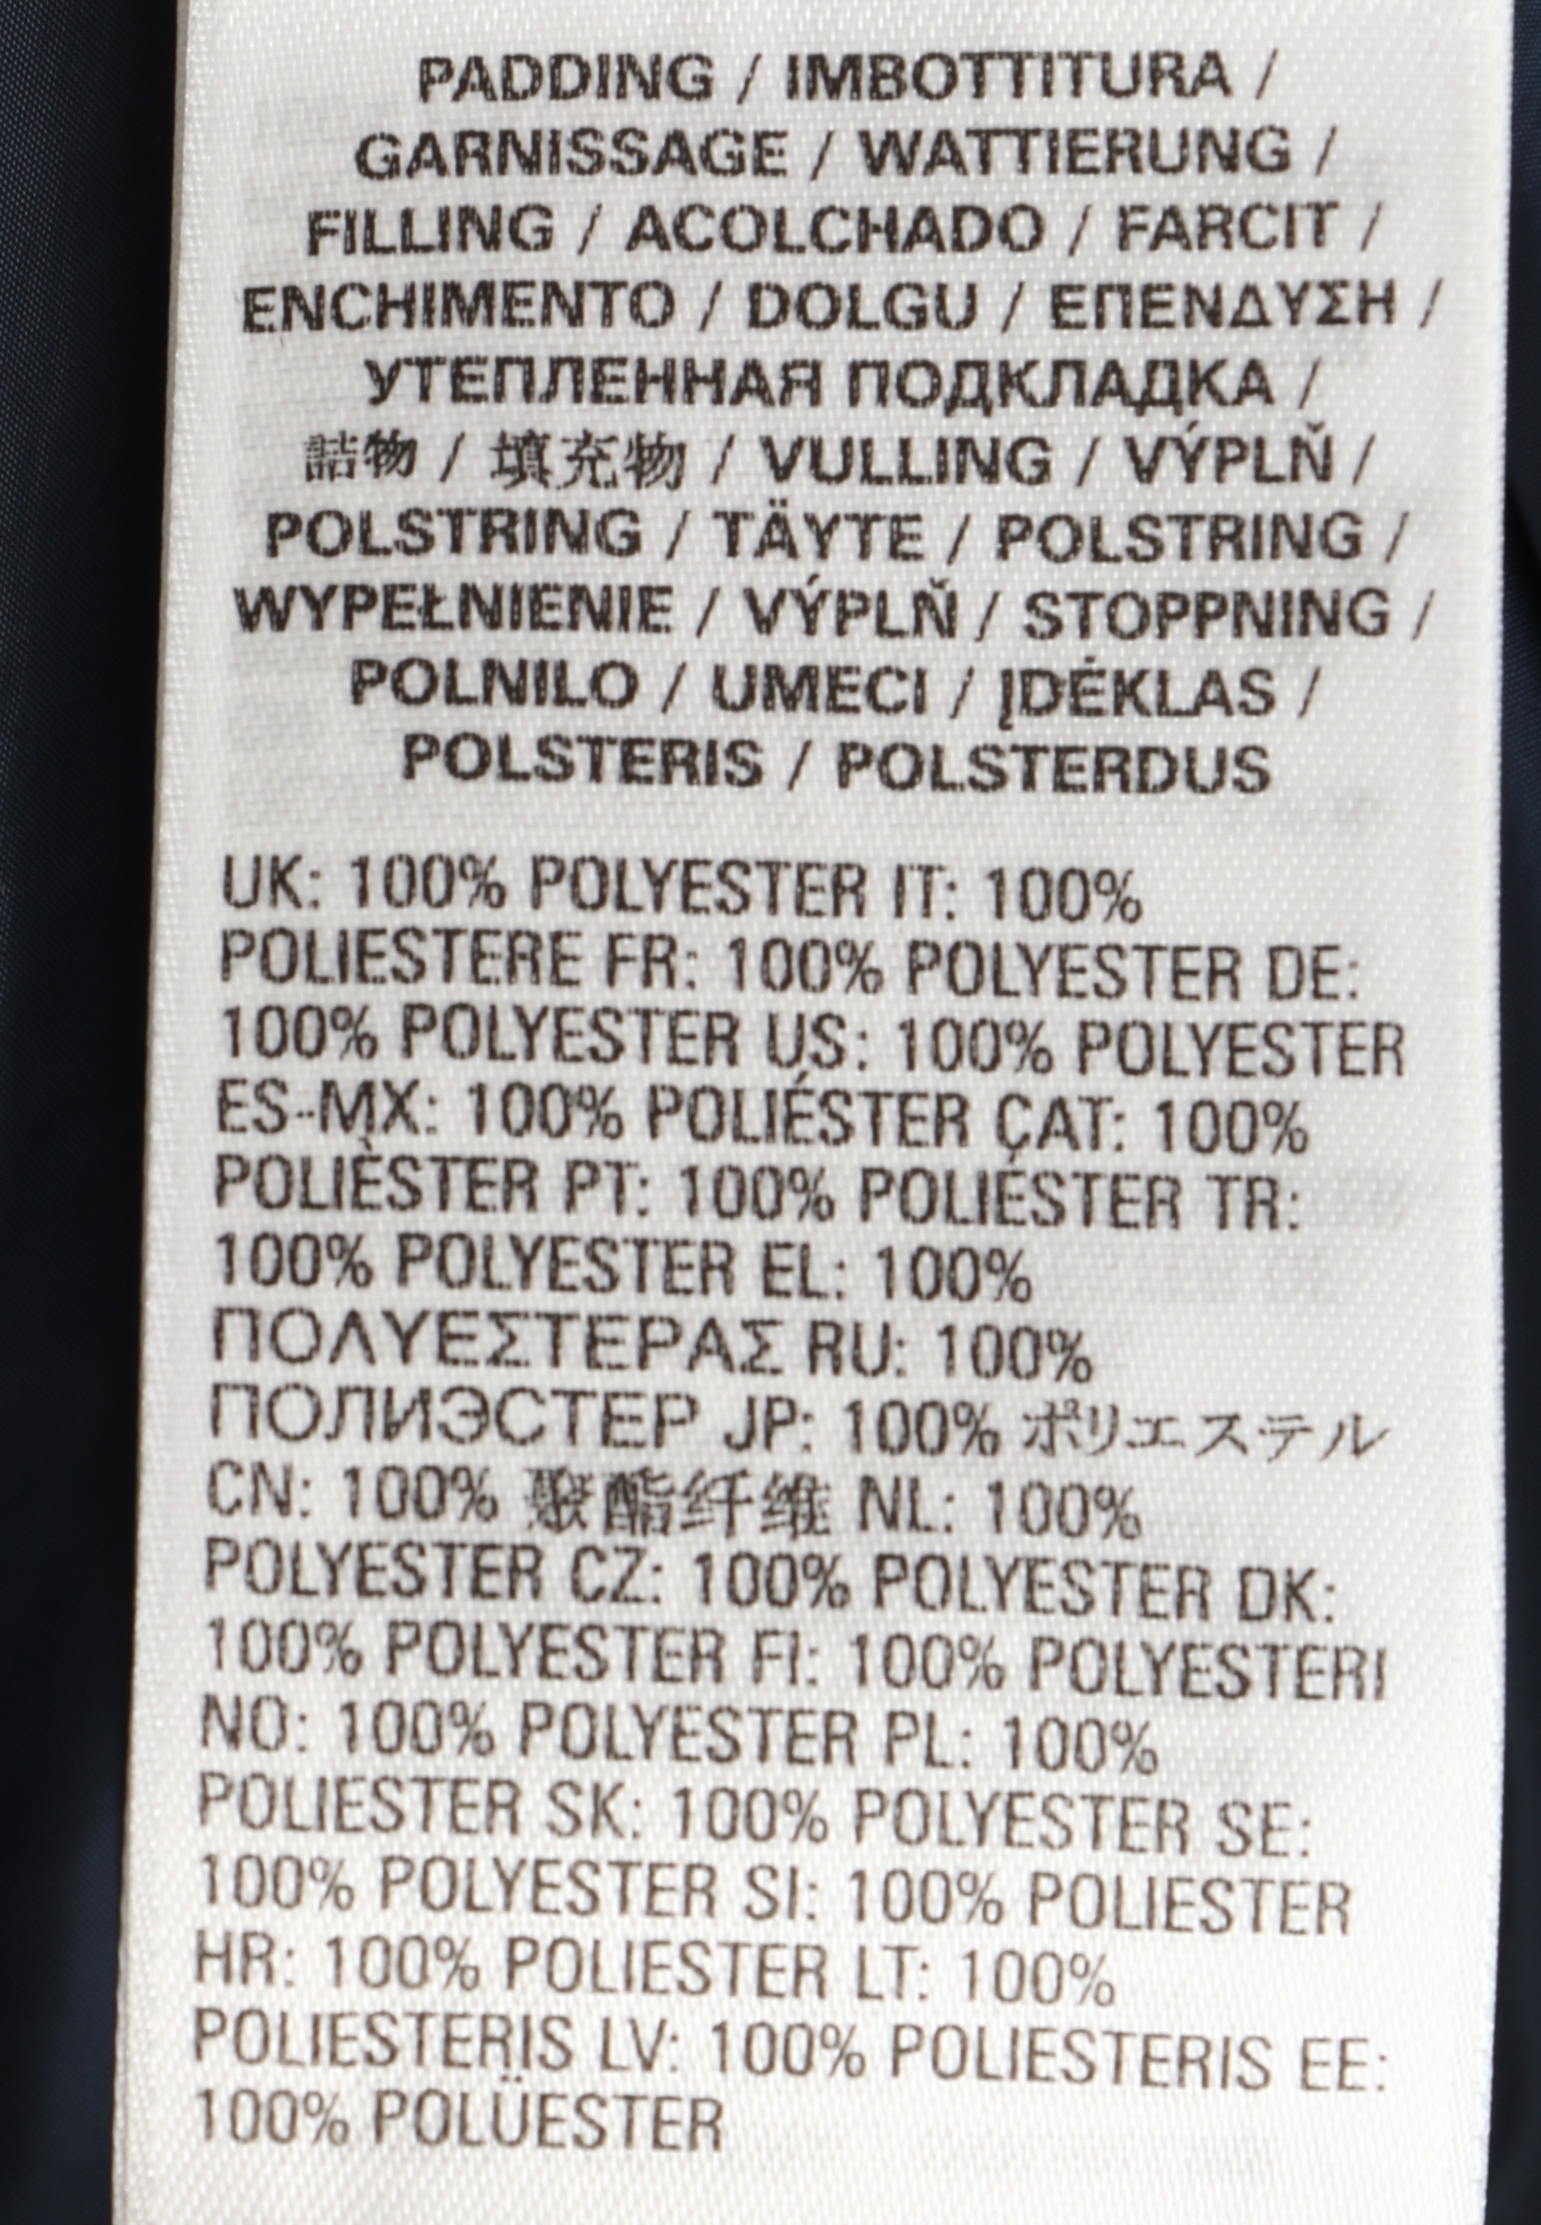 PADDING / IMBOTTITURA /
GARNISSAGE / WATTIERUNG /
FILLING / ACOLCHADO / FARCIT /
ENCHIMENTO / DOLGU / ΕΠΕΝΔΥΣΗ /
УТЕПЛЕННАЯ ПОДКЛАДКА /
詰物 / 填充物 / VULLING / VÝPLŇ /
POLSTRING / TÄYTE / POLSTRING /
WYPEŁNIENIE / VÝPLŇ / STOPPNING /
POLNILO / UMECI / ĮDĖKLAS /
POLSTERIS / POLSTERDUS
UK: 100% POLYESTER IT: 100%
POLIESTERE FR: 100% POLYESTER DE:
100% POLYESTER US: 100% POLYESTER
ES-MX: 100% POLIÉSTER CAT: 100%
POLIÈSTER PT: 100% POLIÉSTER TR:
100% POLYESTER EL: 100%
ΠΟΛΥΕΣΤΕΡΑΣ RU: 100%
ПОЛИЭСТЕР JP: 100% ポリエステル
CN: 100% 聚酯纤维 NL: 100%
POLYESTER CZ: 100% POLYESTER DK:
100% POLYESTER FI: 100% POLYESTERI
NO: 100% POLYESTER PL: 100%
POLIESTER SK: 100% POLYESTER SE:
100% POLYESTER SI: 100% POLIESTER
HR: 100% POLIESTER LT: 100%
POLIESTERIS LV: 100% POLIESTERIS EE:
100% POLÜESTER